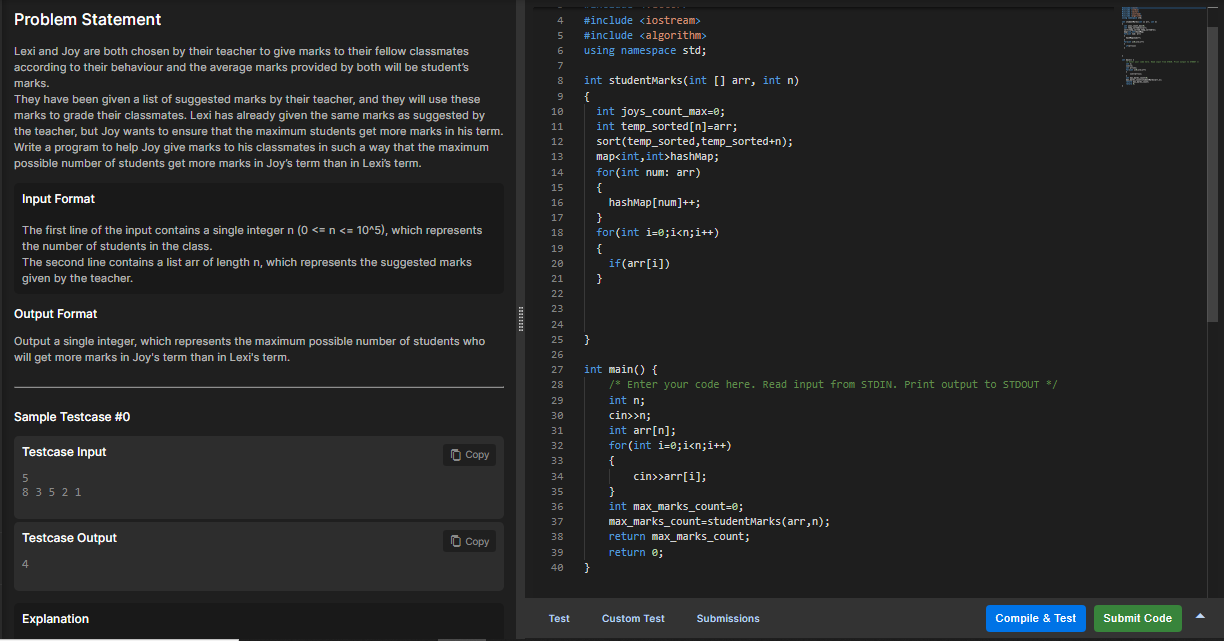 Problem Statement
Lexi and Joy are both chosen by their teacher to give marks to their fellow classmates
according to their behaviour and the average marks provided by both will be student's
marks.
They have been given a list of suggested marks by their teacher, and they will use these
marks to grade their classmates. Lexi has already given the same marks as suggested by
the teacher, but Joy wants to ensure that the maximum students get more marks in his term.
Write a program to help Joy give marks to his classmates in such a way that the maximum
possible number of students get more marks in Joy's term than in Lexi's term.
Input Format
The first line of the input contains a single integer n (0 <= n <= 10^5), which represents
the number of students in the class.
The second line contains a list arr of length n, which represents the suggested marks
given by the teacher.
Output Format
Output a single integer, which represents the maximum possible number of students who
will get more marks in Joy's term than in Lexi's term.
Sample Testcase #0
Testcase Input
Copy
5
8 3 5 2 1
Testcase Output
Copy
4
Explanation
4 #include <iostream>
5 #include <algorithm>
6 using namespace std;
7
8 int studentMarks(int [] arr, int n)
9 {
10 int joys_count_max=0;
11 int temp_sorted[n]=arr;
12 sort(temp_sorted,temp_sorted+n);
13 map<int,int>hashMap;
14 for(int num: arr)
15 {
16 hashMap[num]++;
17 }
18 for(int i=0;i<n;i++)
19 {
20 if(arr[i])
21 }
22
23
24
25 }
26
27 int main() {
28 /* Enter your code here. Read input from STDIN. Print output to STDOUT */
29 int n;
30 cin>>n;
31 int arr[n];
32 for(int i=0;i<n;i++)
33 {
34 cin>>arr[i];
35 }
36 int max_marks_count=0;
37 max_marks_count=studentMarks(arr,n);
38 return max_marks_count;
39 return 0;
40 }
Test Custom Test Submissions Compile & Test Submit Code